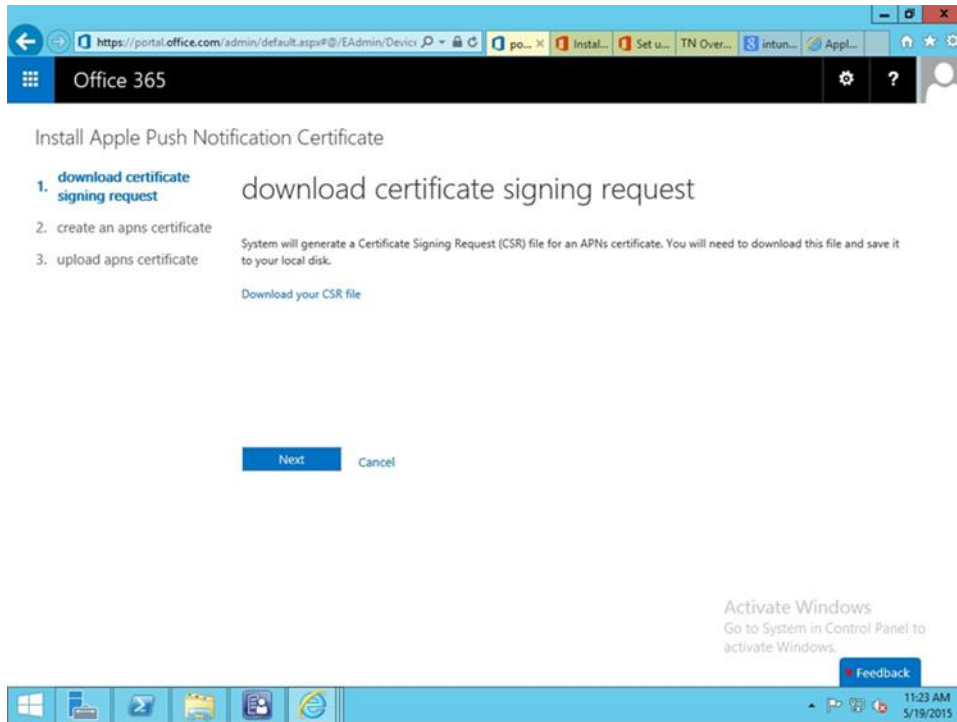 https://portal.office.com/admin/default.aspx#@/EAdmin/Device
po...
Instal...
Set u...
TN Over...
intun...
Appl...
Office 365
?
Install Apple Push Notification Certificate
1. download certificate
signing request
2. create an apns certificate
3. upload apns certificate
download certificate signing request
System will generate a Certificate Signing Request (CSR) file for an APNs certificate. You will need to download this file and save it
to your local disk.
Download your CSR file
Next
Cancel
Activate Windows
Go to System in Control Panel to
activate Windows.
Feedback
11:23 AM
5/19/2015